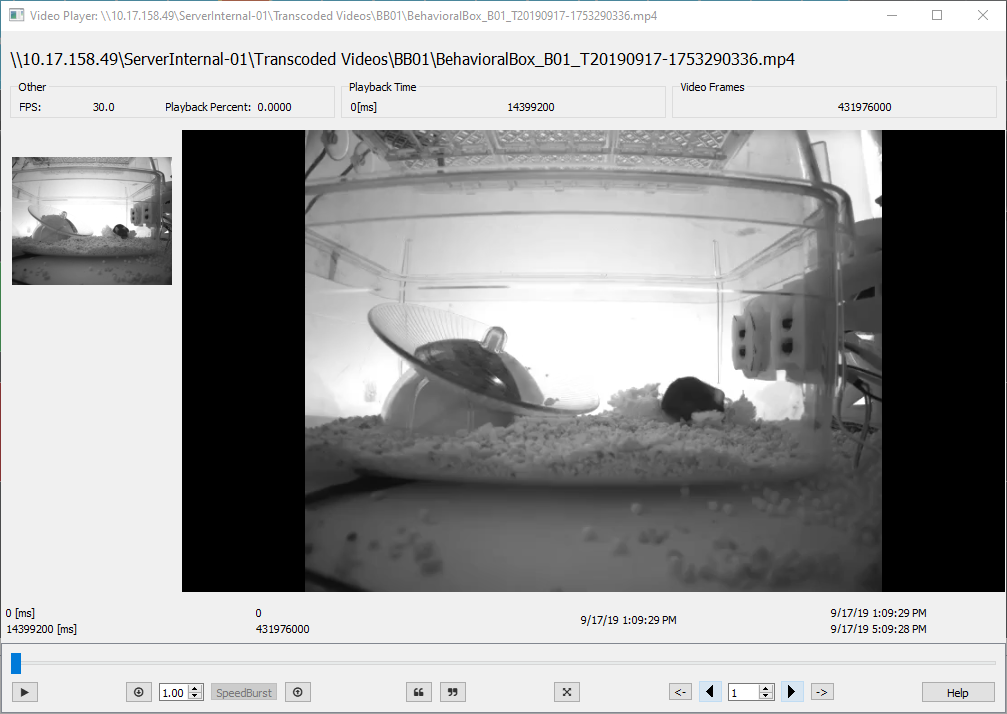 Video Player: \\10.17.158.49\ServerInternal-01\Transcoded Videos\BB01\BehavioralBox_B01_T20190917-1753290336.mp4
\\10.17.158.49\ServerInternal-01\Transcoded Videos\BB01\BehavioralBox_B01_T20190917-1753290336.mp4
Other Playback Time Video Frames
FPS: 30.0 Playback Percent: 0.0000 0[ms] 14399200 431976000
0 [ms] 0 9/17/19 1:09:29 PM 9/17/19 1:09:29 PM
14399200 [ms] 431976000 9/17/19 5:09:28 PM
1.00 SpeedBurst <- 1 -> Help